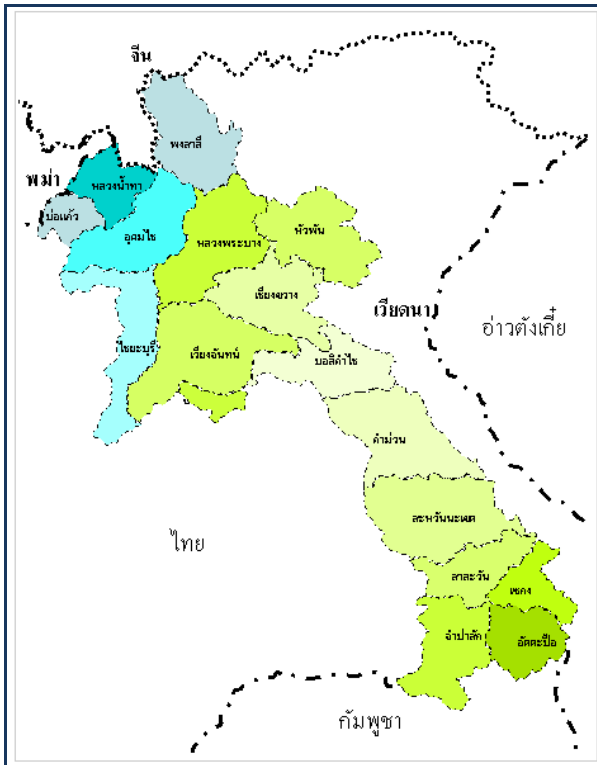 จีน
พงสาลี
พม่า
หลวงน้ำทา
บ่อแก้ว
อุดมไช
หลวงพระบาง
หัวพัน
เชียงขวาง
เวียดนาม
อ่าวตังเกี๋ย
ไชยะบุรี
เวียงจันทน์
บอลิคำไช
คำม่วน
สะหวันนะเขต
ไทย
สาละวัน
เซกอง
จำปาสัก
อัตตะปือ
กัมพูชา